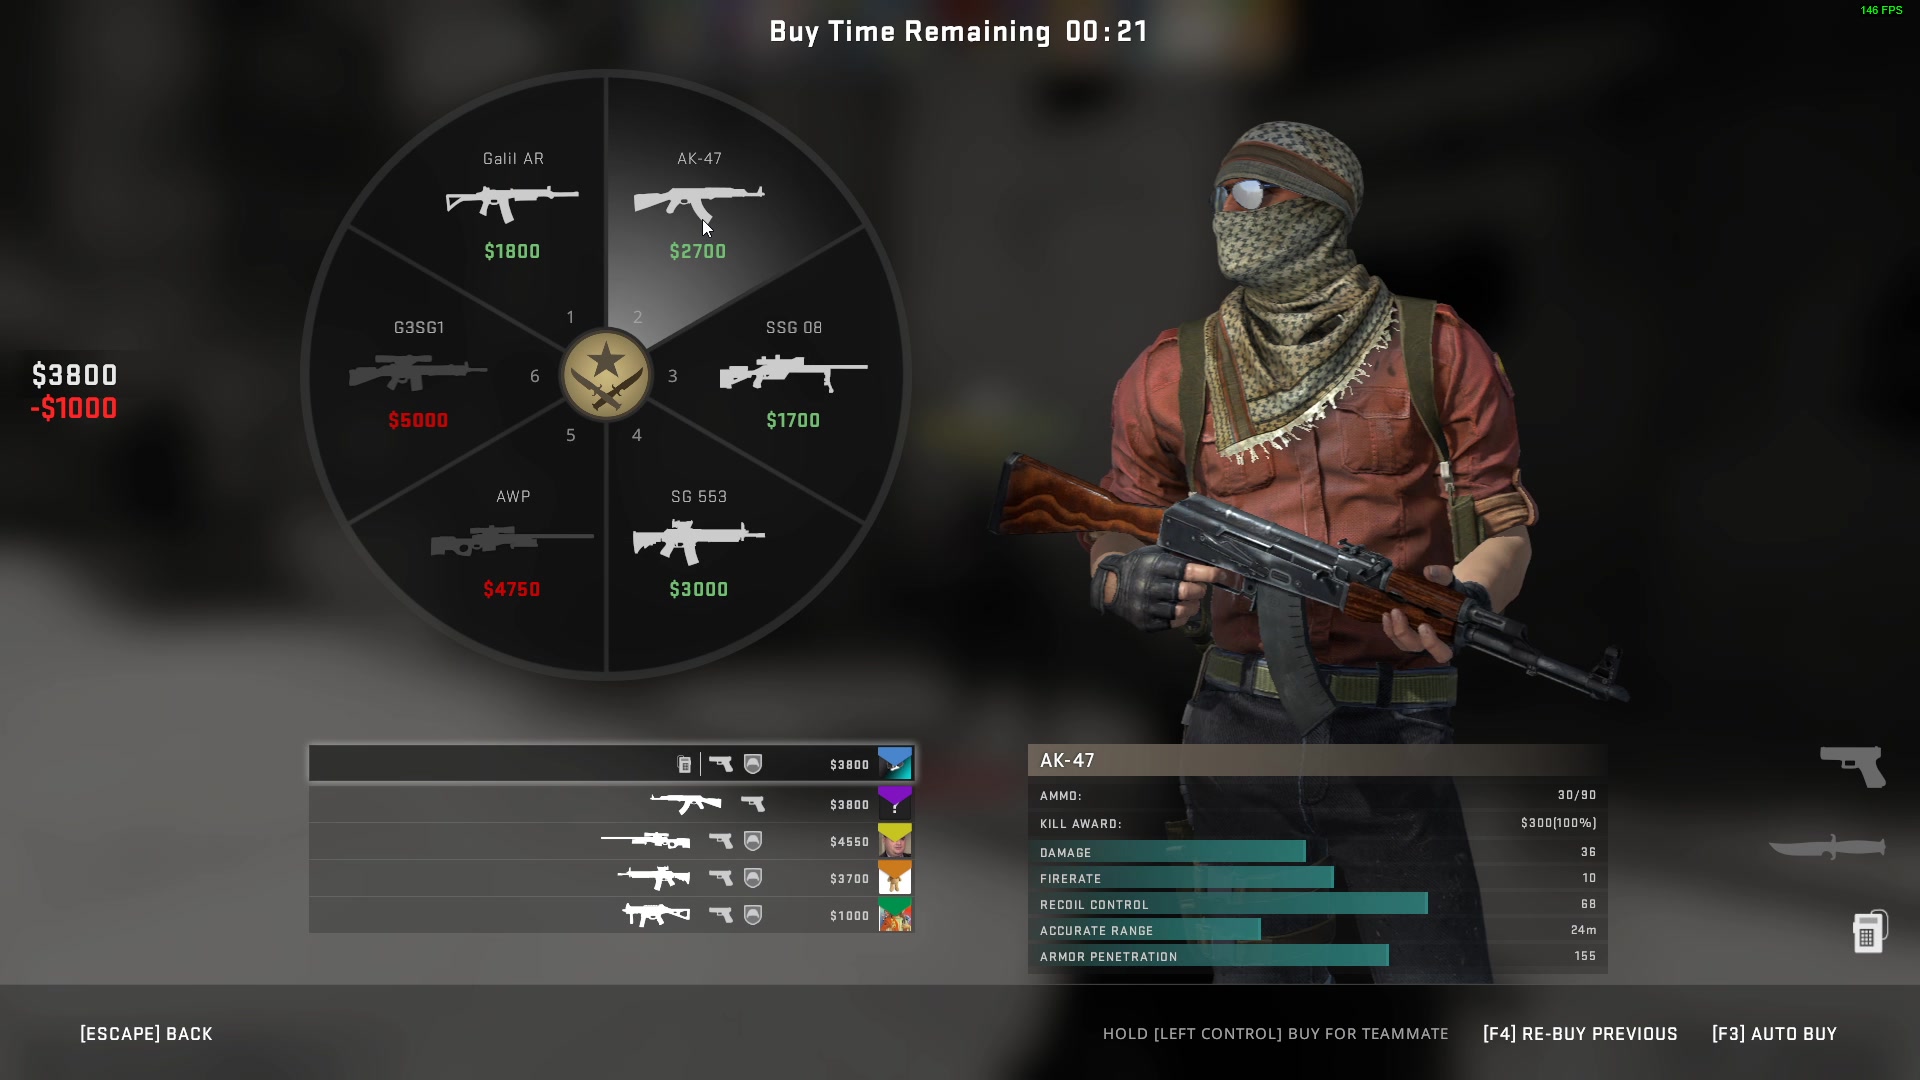 146 FPS
Buy Time Remaining 00:21
Galil AR
$1800
AK-47
$2700
1
2
G3SG1
$5000
6
SSG 08
$1700
3
$3800
-$1000
5
4
AWP
$4750
SG 553
$3000
$3800
$3800
?
$4550
$3700
$1000
AK-47
AMMO: 30/90
KILL AWARD: $300(100%)
DAMAGE 36
FIRERATE 10
RECOIL CONTROL 68
ACCURATE RANGE 24m
ARMOR PENETRATION 155
[ESCAPE] BACK
HOLD [LEFT CONTROL] BUY FOR TEAMMATE
[F4] RE-BUY PREVIOUS
[F3] AUTO BUY